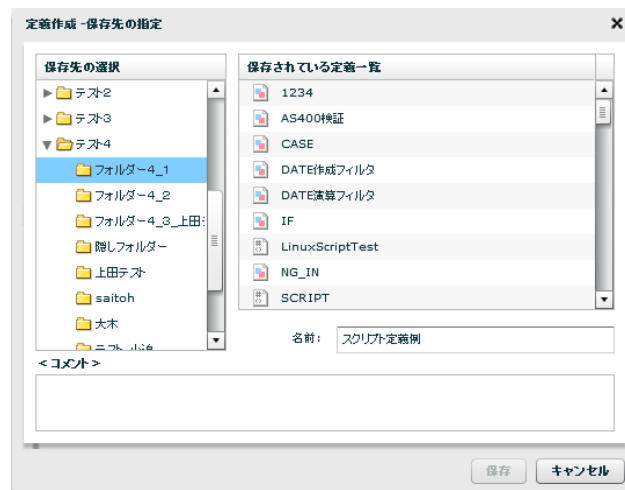 定義作成 -保存先の指定
保存先の選択
テスト2
テスト3
テスト4
フォルダー4_1
フォルダー4_2
フォルダー4_3_上田
隠しフォルダー
上田テスト
saitoh
大木
保存されている定義一覧
1234
AS400検証
CASE
DATE作成フィルタ
DATE演算フィルタ
IF
LinuxScriptTest
NG_IN
SCRIPT
名前:
スクリプト定義例
<コメント>
保存
キャンセル